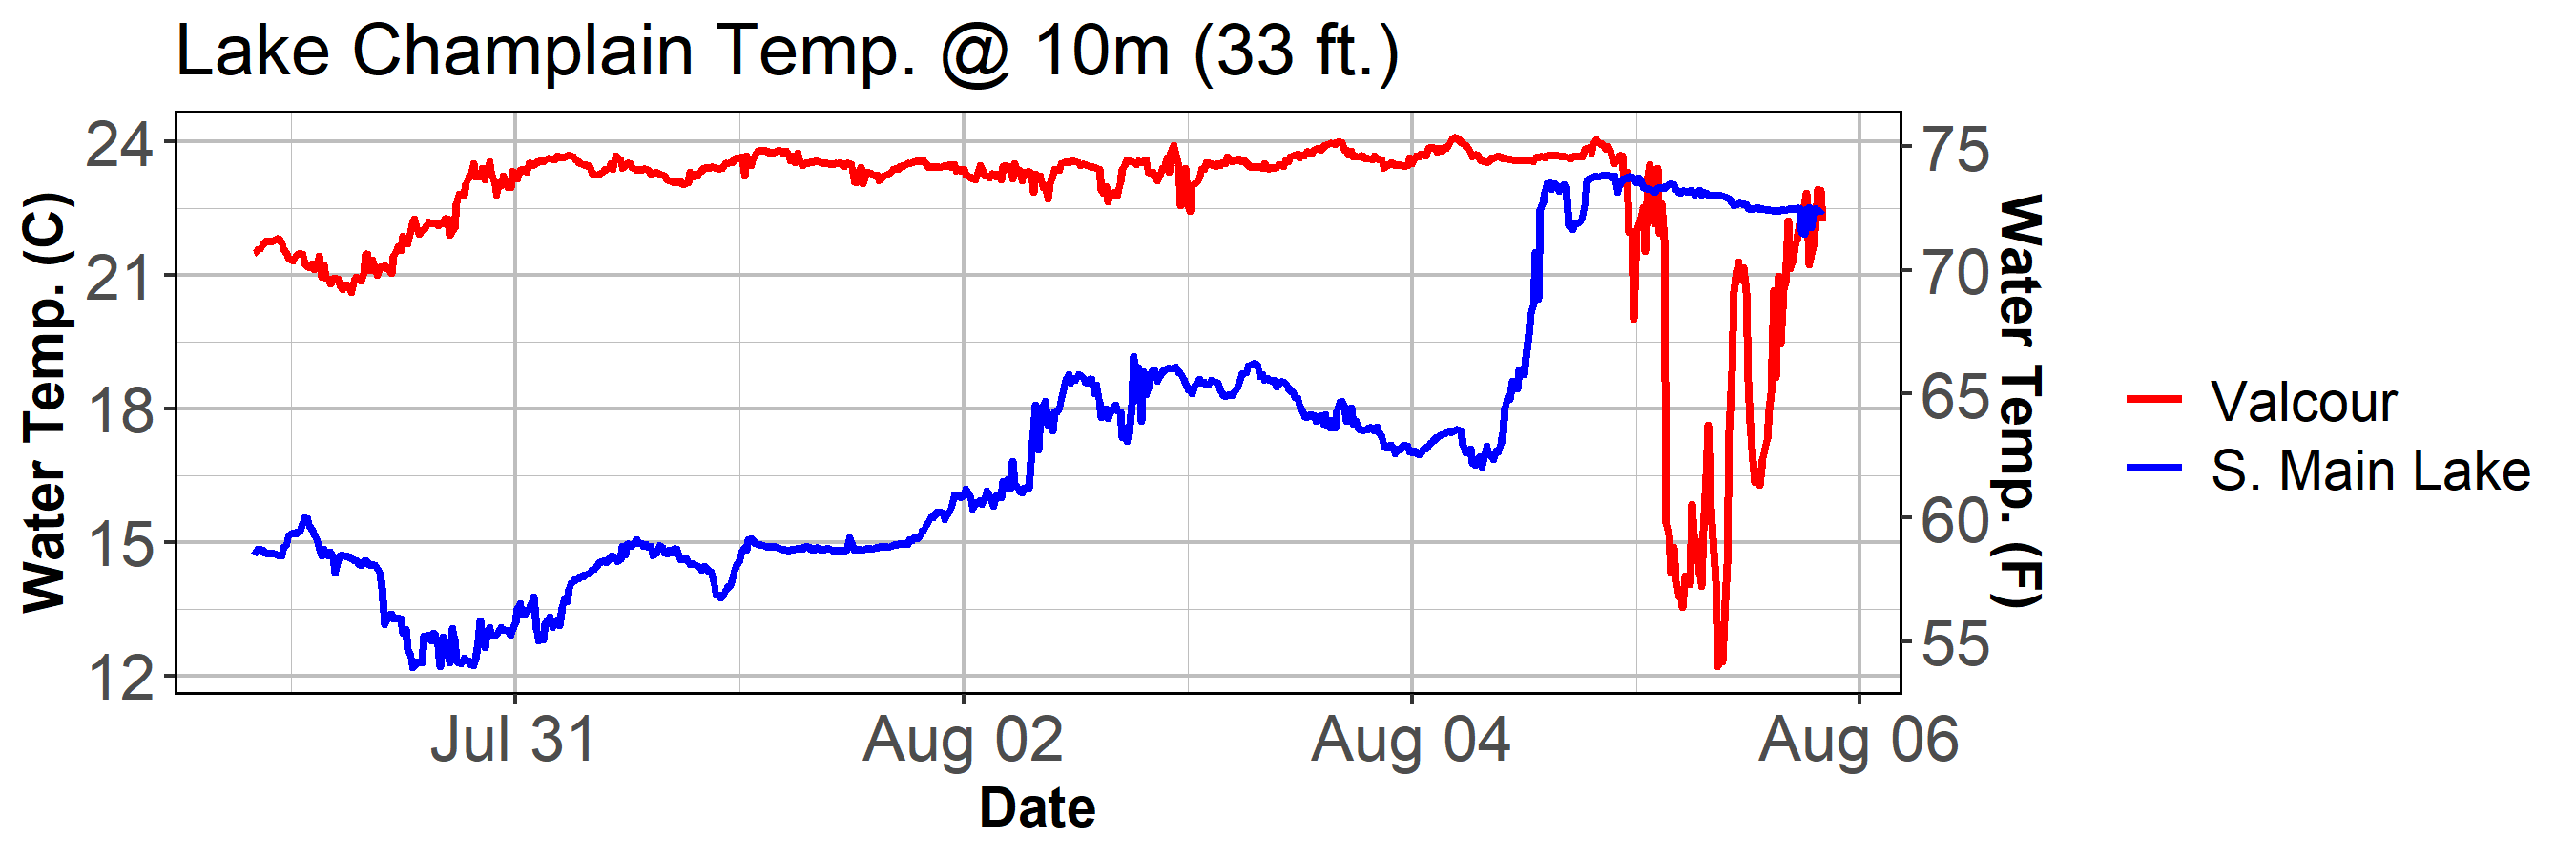 Lake Champlain Temp. @ 10m (33 ft.)
Water Temp. (C)
24
21
18
15
12
75
70
65
60
55
Water Temp. (F)
Jul 31
Aug 02
Aug 04
Aug 06
Date
Valcour
S. Main Lake